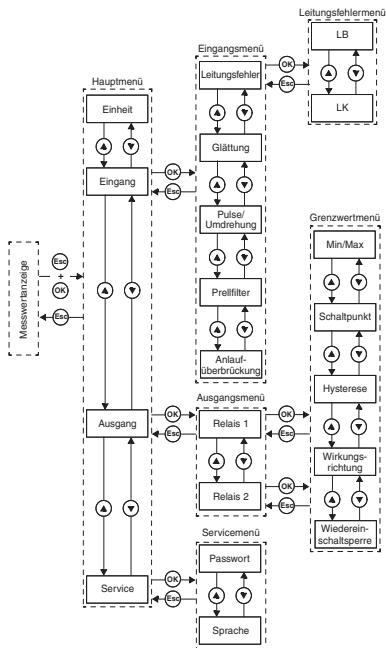 Leitungsfehlermenü
LB
LK
OK
Esc
Eingangsmenü
Leitungsfehler
Glättung
Pulse/
Umdrehung
Prellfilter
Anlauf-
überbrückung
Hauptmenü
Einheit
Eingang
OK
Esc
Ausgang
Service
Messwertanzeige
Esc
+
OK
Esc
Grenzwertmenü
Min/Max
Schaltpunkt
Hysterese
Wirkungs-
richtung
Wiederein-
schaltsperre
Ausgangsmenü
OK
Esc
Relais 1
OK
Esc
Relais 2
OK
Esc
Servicemenü
OK
Esc
Passwort
Sprache